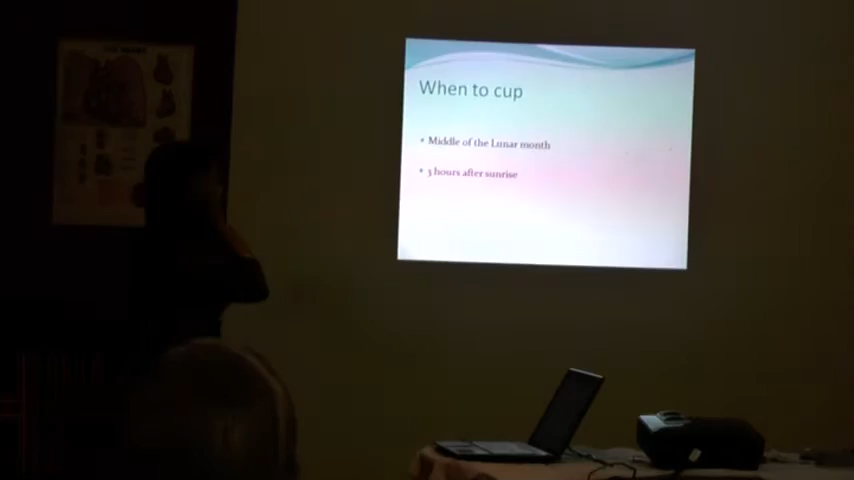 When to cup
• Middle of the Lunar month
• 3 hours after sunrise